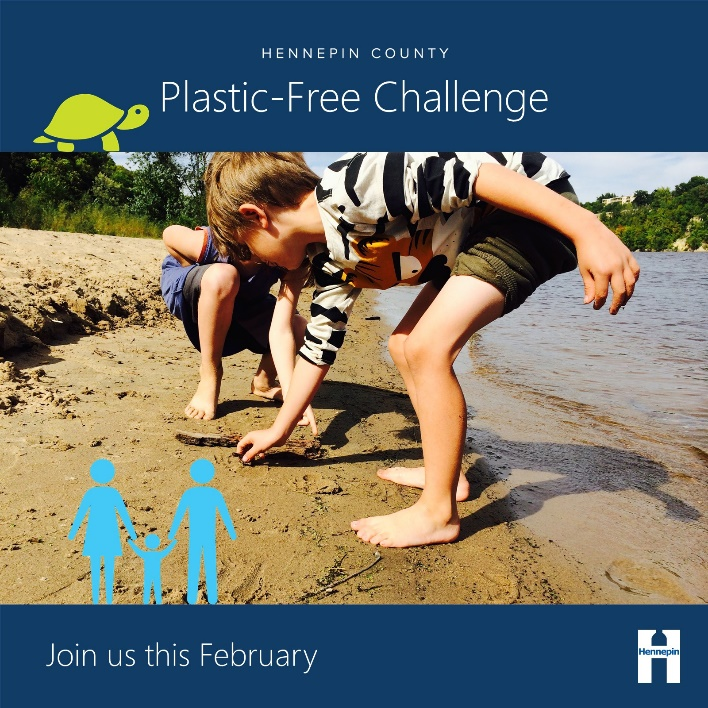 HENNEPIN COUNTY
Plastic-Free Challenge
Join us this February
Hennepin